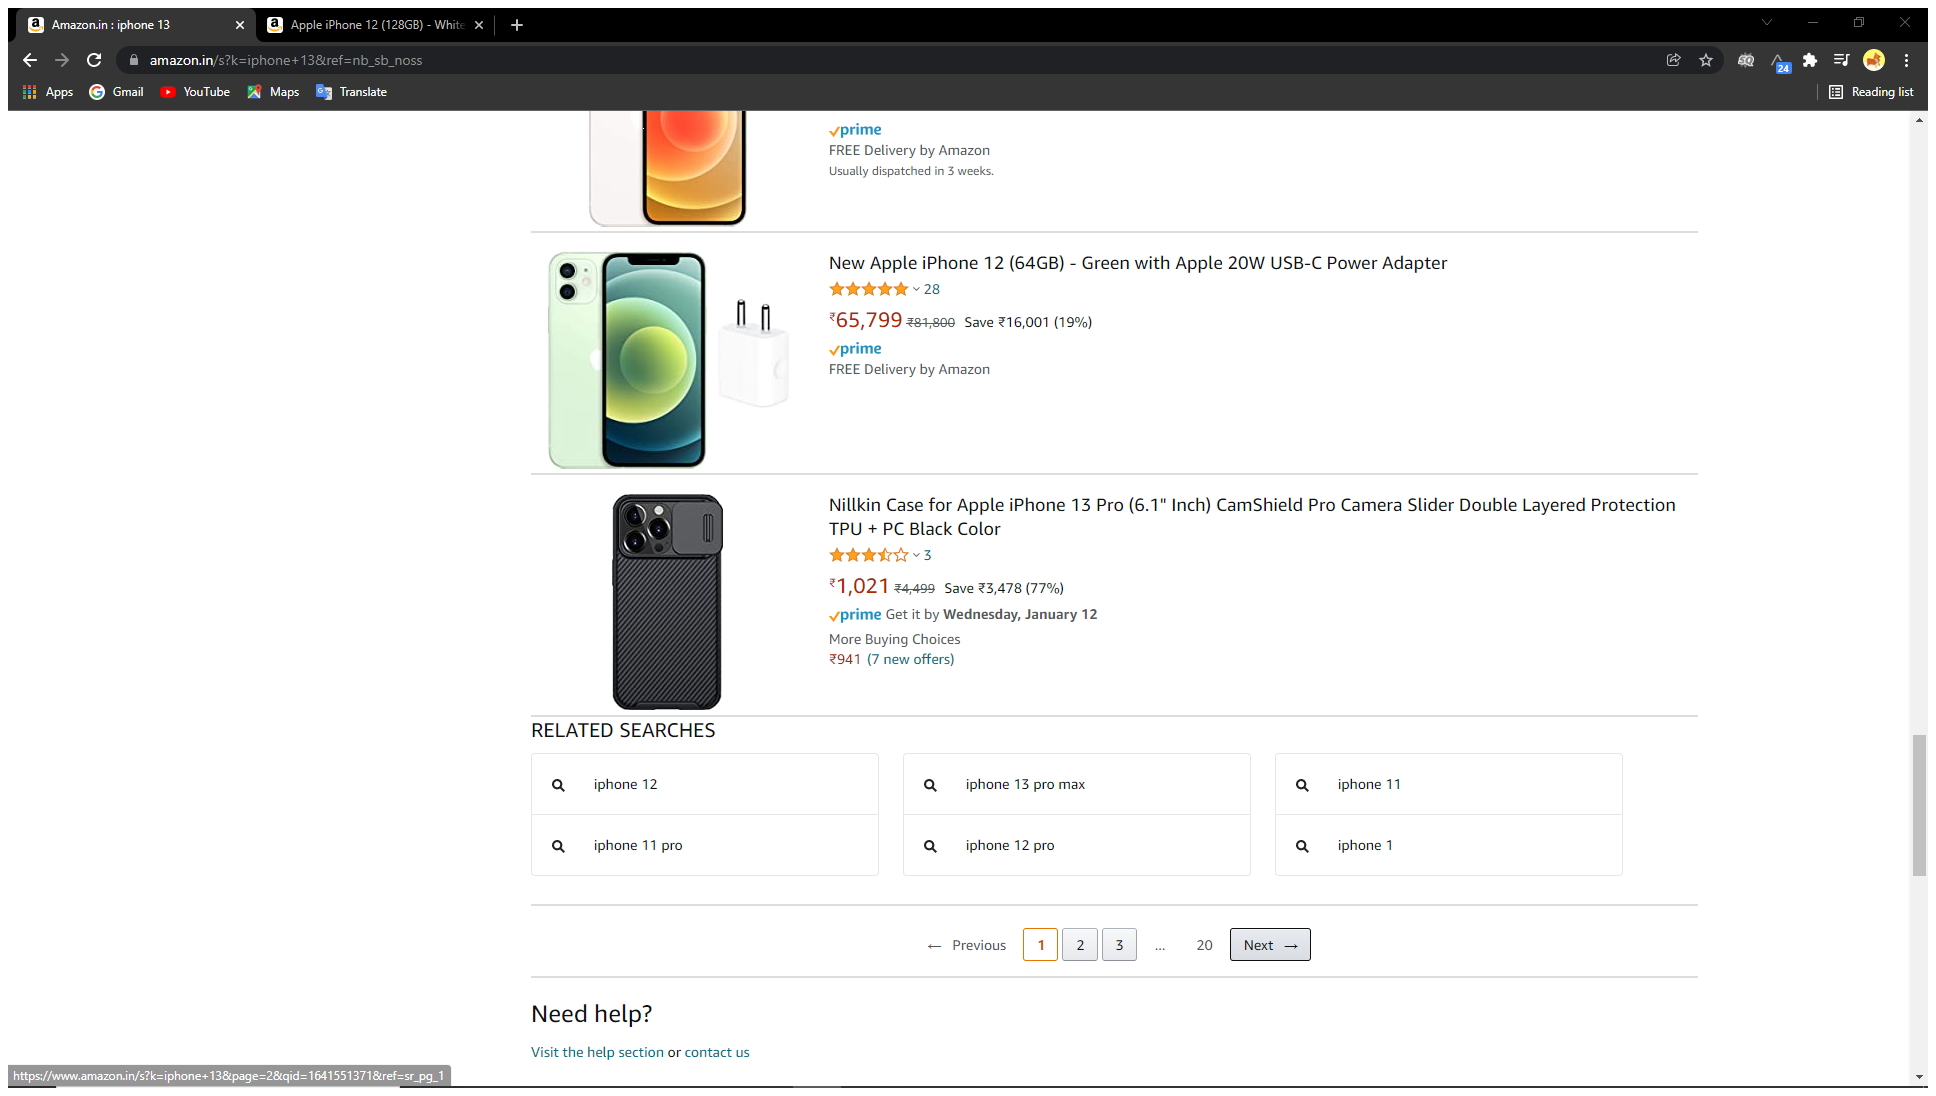 Amazon.in : iphone 13
Apple iPhone 12 (128GB) - White
amazon.in/s?k=iphone+13&ref=nb_sb_noss
24
Apps
Gmail
YouTube
Maps
Translate
Reading list
prime
FREE Delivery by Amazon
Usually dispatched in 3 weeks.
New Apple iPhone 12 (64GB) - Green with Apple 20W USB-C Power Adapter
28
₹65,799 ₹81,800 Save ₹16,001 (19%)
prime
FREE Delivery by Amazon
Nillkin Case for Apple iPhone 13 Pro (6.1" Inch) CamShield Pro Camera Slider Double Layered Protection
TPU + PC Black Color
3
₹1,021 ₹4,499 Save ₹3,478 (77%)
prime Get it by Wednesday, January 12
More Buying Choices
₹941 (7 new offers)
RELATED SEARCHES
iphone 12
iphone 13 pro max
iphone 11
iphone 11 pro
iphone 12 pro
iphone 1
← Previous 1 2 3 ... 20 Next →
Need help?
Visit the help section or contact us
https://www.amazon.in/s?k=iphone+13&page=2&qid=1641551371&ref=sr_pg_1